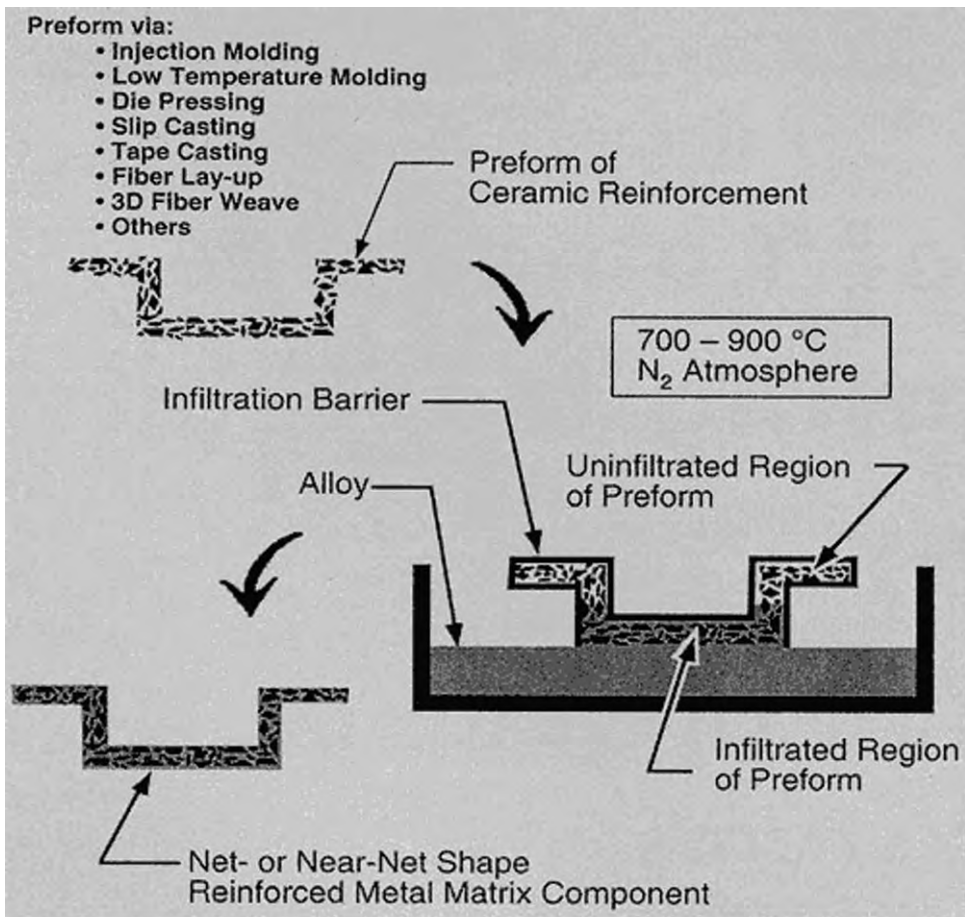 Preform via:
• Injection Molding
• Low Temperature Molding
• Die Pressing
• Slip Casting
• Tape Casting
• Fiber Lay-up
• 3D Fiber Weave
• Others
Preform of
Ceramic Reinforcement
700 – 900 °C
N₂ Atmosphere
Infiltration Barrier
Uninfiltrated Region
of Preform
Alloy
Infiltrated Region
of Preform
Net- or Near-Net Shape
Reinforced Metal Matrix Component